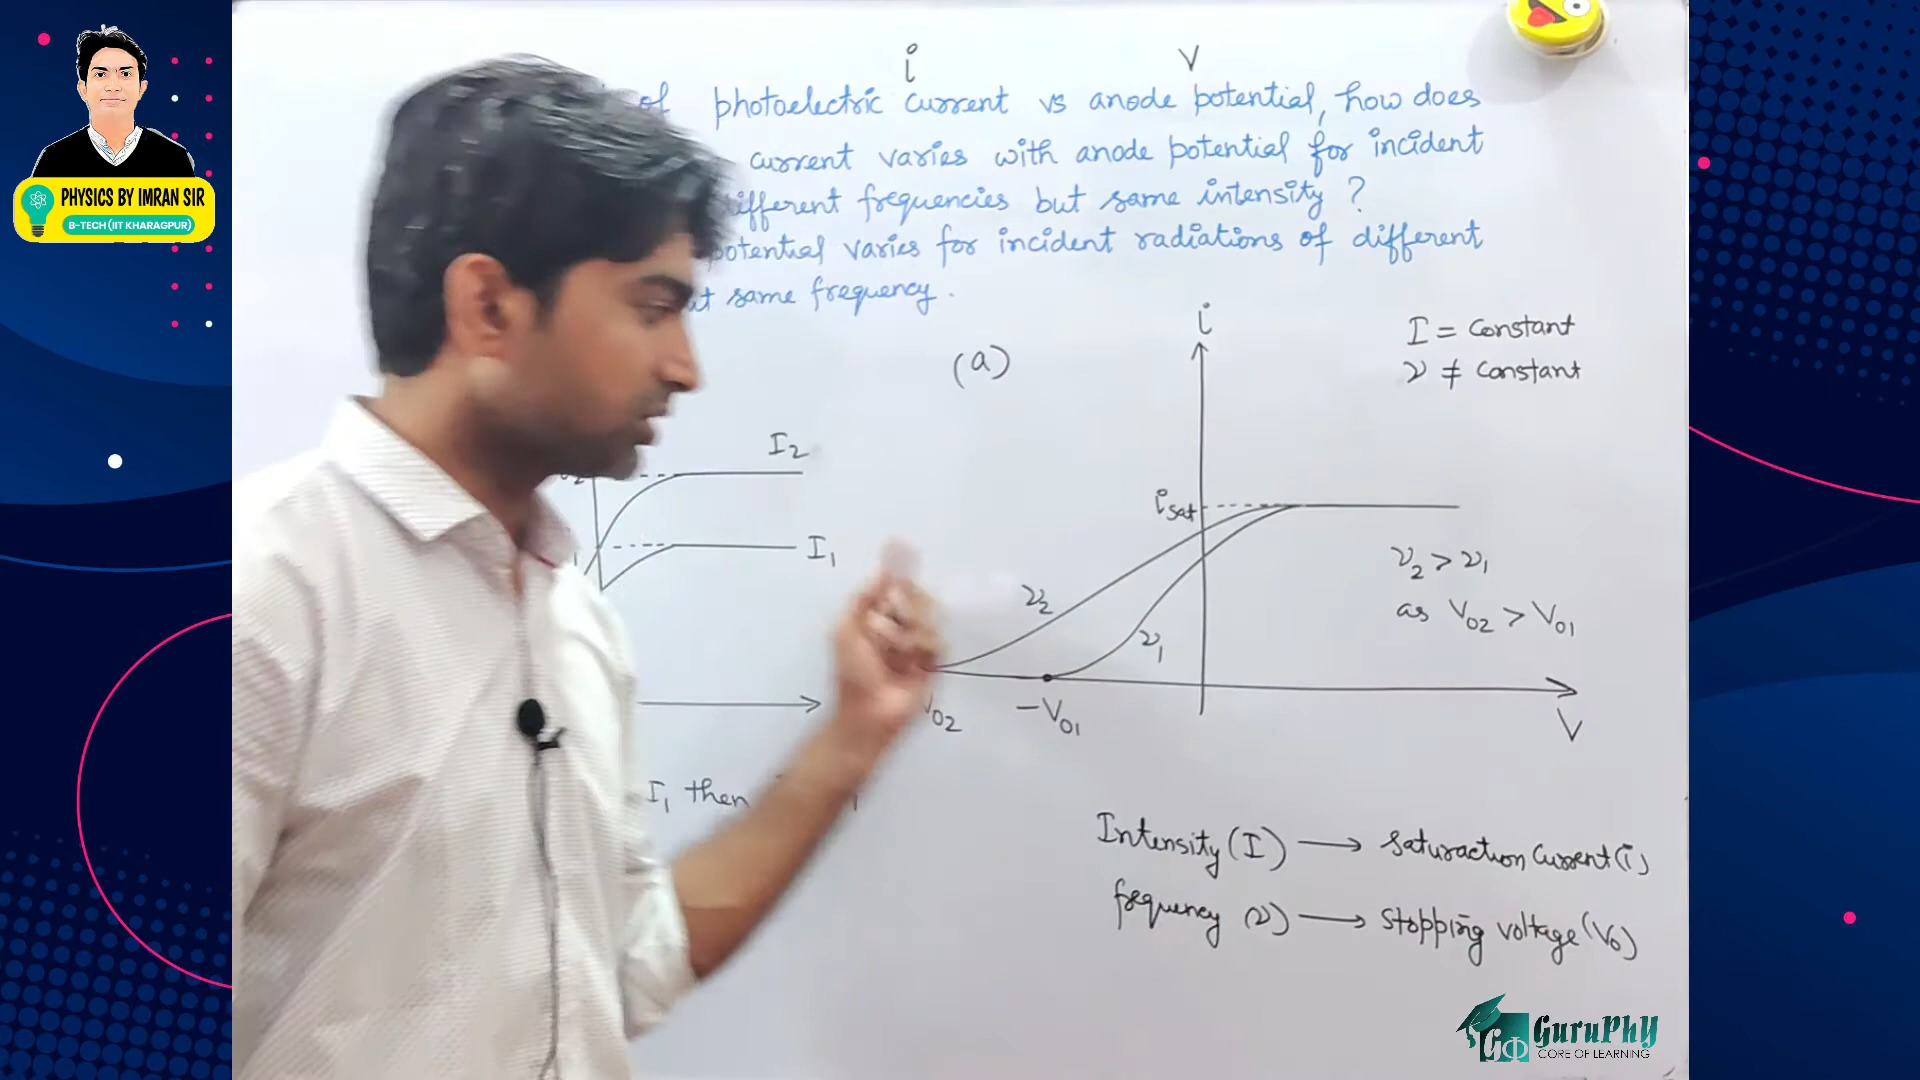 i V
of photoelectric current vs anode potential, how does
current varies with anode potential for incident
different frequencies but same intensity ?
potential varies for incident radiations of different
same frequency.
PHYSICS BY IMRAN SIR
B-TECH (IIT KHARAGPUR)
(a)
i
I = Constant
ν ≠ Constant
I2
I1
isat
ν2 > ν1
as V02 > V01
ν2
ν1
V02 -V01
V
I1 then
Intensity (I) → Saturaction Current (i)
frequency (ν) → Stopping voltage (V0)
GuruPhy
CORE OF LEARNING